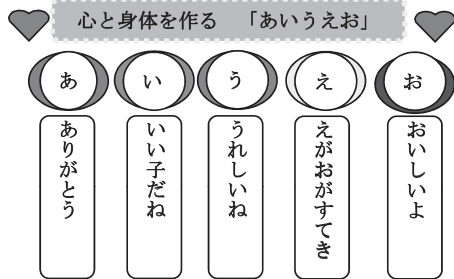 心と身体を作る 「あいうえお」
あ
ありがとう
い
いい子だね
う
うれしいね
え
えがおがすてき
お
おいしいよ